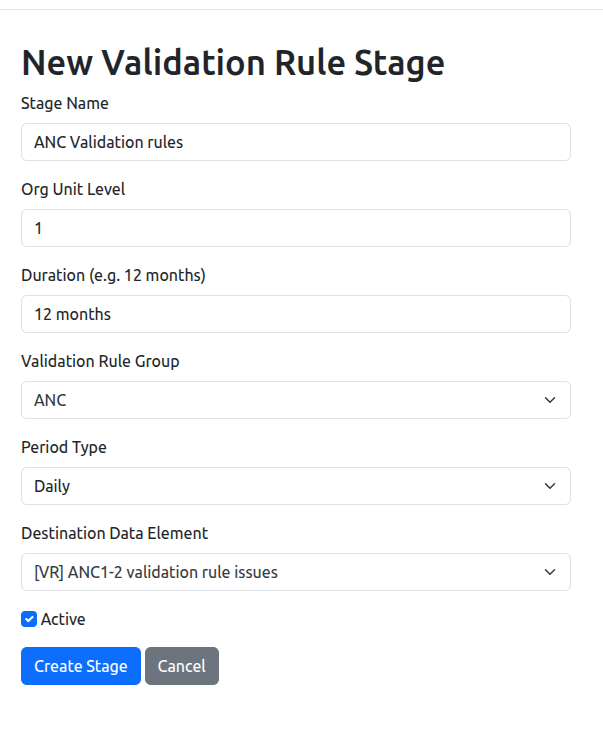 New Validation Rule Stage
Stage Name
ANC Validation rules
Org Unit Level
1
Duration (e.g. 12 months)
12 months
Validation Rule Group
ANC
Period Type
Daily
Destination Data Element
[VR] ANC1-2 validation rule issues
Active
Create Stage Cancel